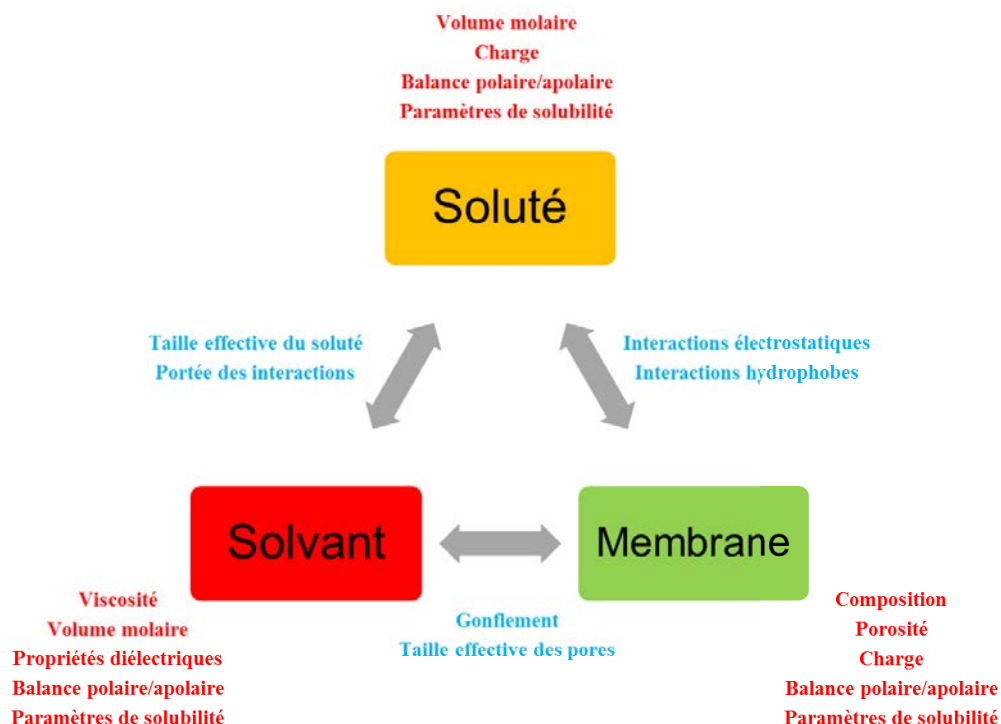 Volume molaire
Charge
Balance polaire/apolaire
Paramètres de solubilité
Soluté
Taille effective du soluté
Portée des interactions
Interactions électrostatiques
Interactions hydrophobes
Solvant
Membrane
Gonflement
Taille effective des pores
Viscosité
Volume molaire
Propriétés diélectriques
Balance polaire/apolaire
Paramètres de solubilité
Composition
Porosité
Charge
Balance polaire/apolaire
Paramètres de solubilité